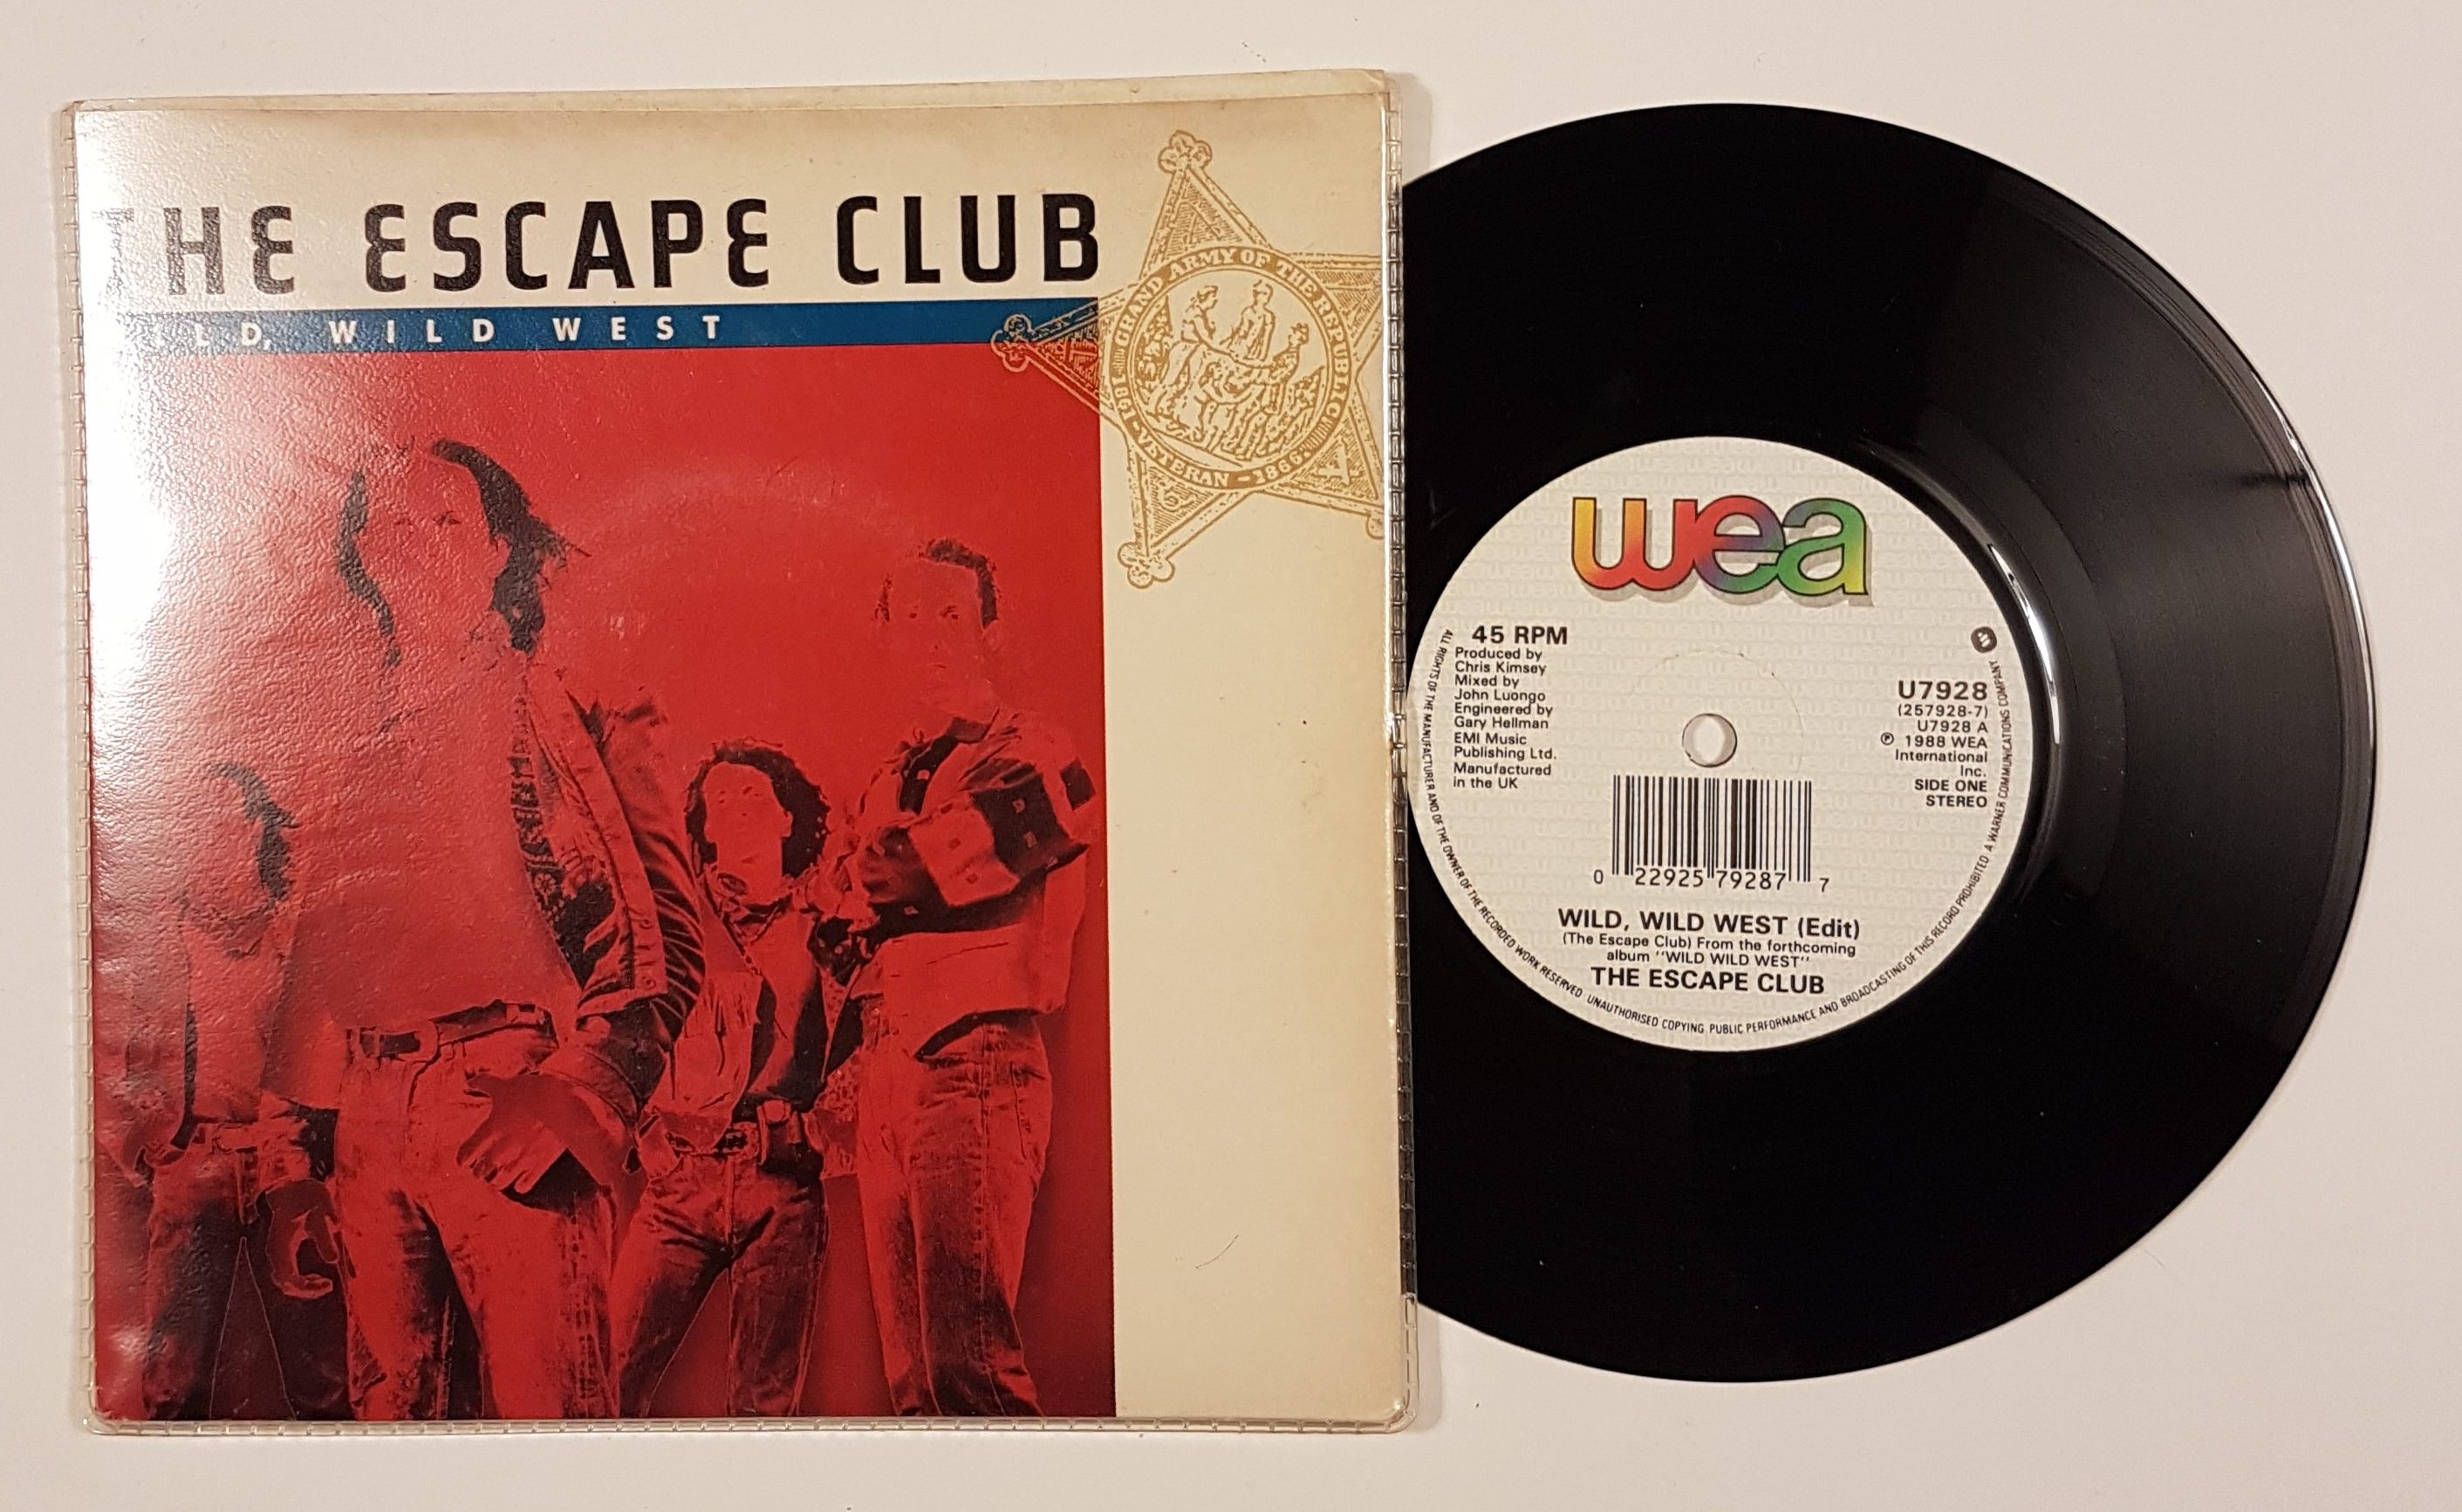 THE ESCAPE CLUB
WILD, WILD WEST
GRAND ARMY OF THE REPUBLIC
1861 - VETERAN - 1866.
wea
45 RPM
Produced by
Chris Kimsey
Mixed by
John Luongo
Engineered by
Gary Hellman
EMI Music
Publishing Ltd.
Manufactured
in the UK
U7928
(257928-7)
U7928 A
℗ 1988 WEA
International
Inc.
SIDE ONE
STEREO
0 22925 79287 7
WILD, WILD WEST (Edit)
(The Escape Club) From the forthcoming
album "WILD WILD WEST"
THE ESCAPE CLUB
ALL RIGHTS OF THE MANUFACTURER AND OF THE OWNER OF THE RECORDED WORK RESERVED UNAUTHORISED COPYING PUBLIC PERFORMANCE AND BROADCASTING OF THIS RECORD PROHIBITED A WARNER COMMUNICATIONS COMPANY